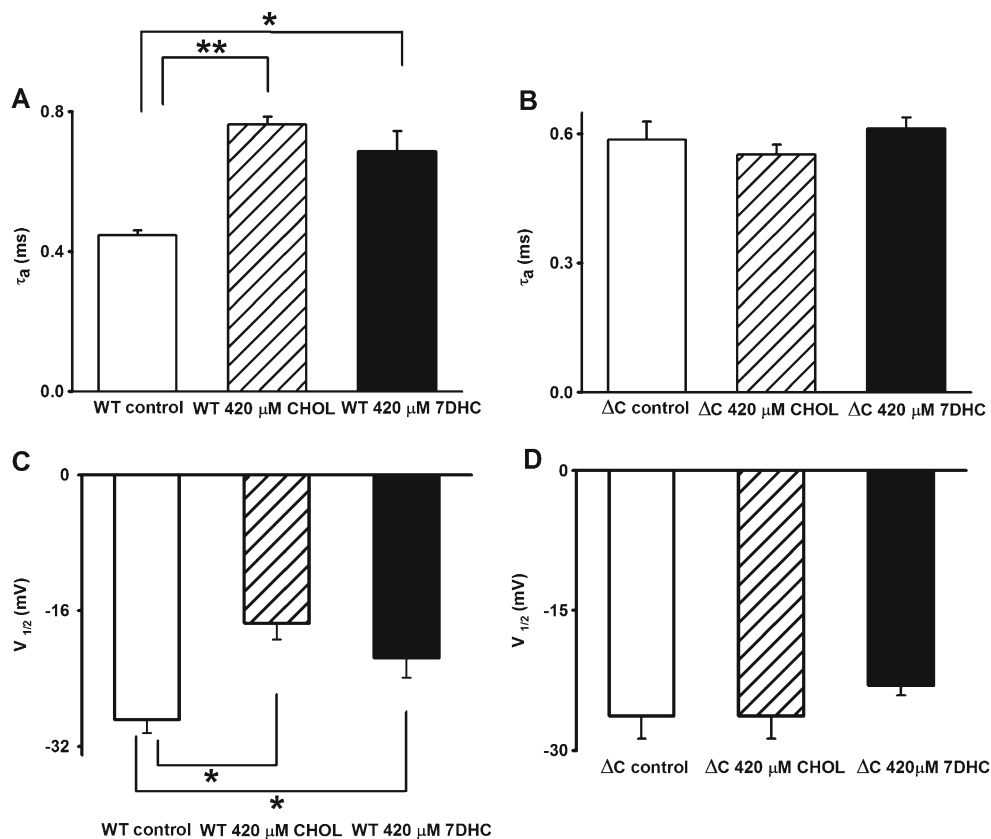 *
**
A
B
0.8
0.4
0.0
τa (ms)
WT control WT 420 μM CHOL WT 420 μM 7DHC
0.6
0.3
0.0
τa (ms)
ΔC control ΔC 420 μM CHOL ΔC 420 μM 7DHC
C
D
0
-16
-32
V 1/2 (mV)
*
*
WT control WT 420 μM CHOL WT 420 μM 7DHC
0
-15
-30
V 1/2 (mV)
ΔC control ΔC 420 μM CHOL ΔC 420μM 7DHC